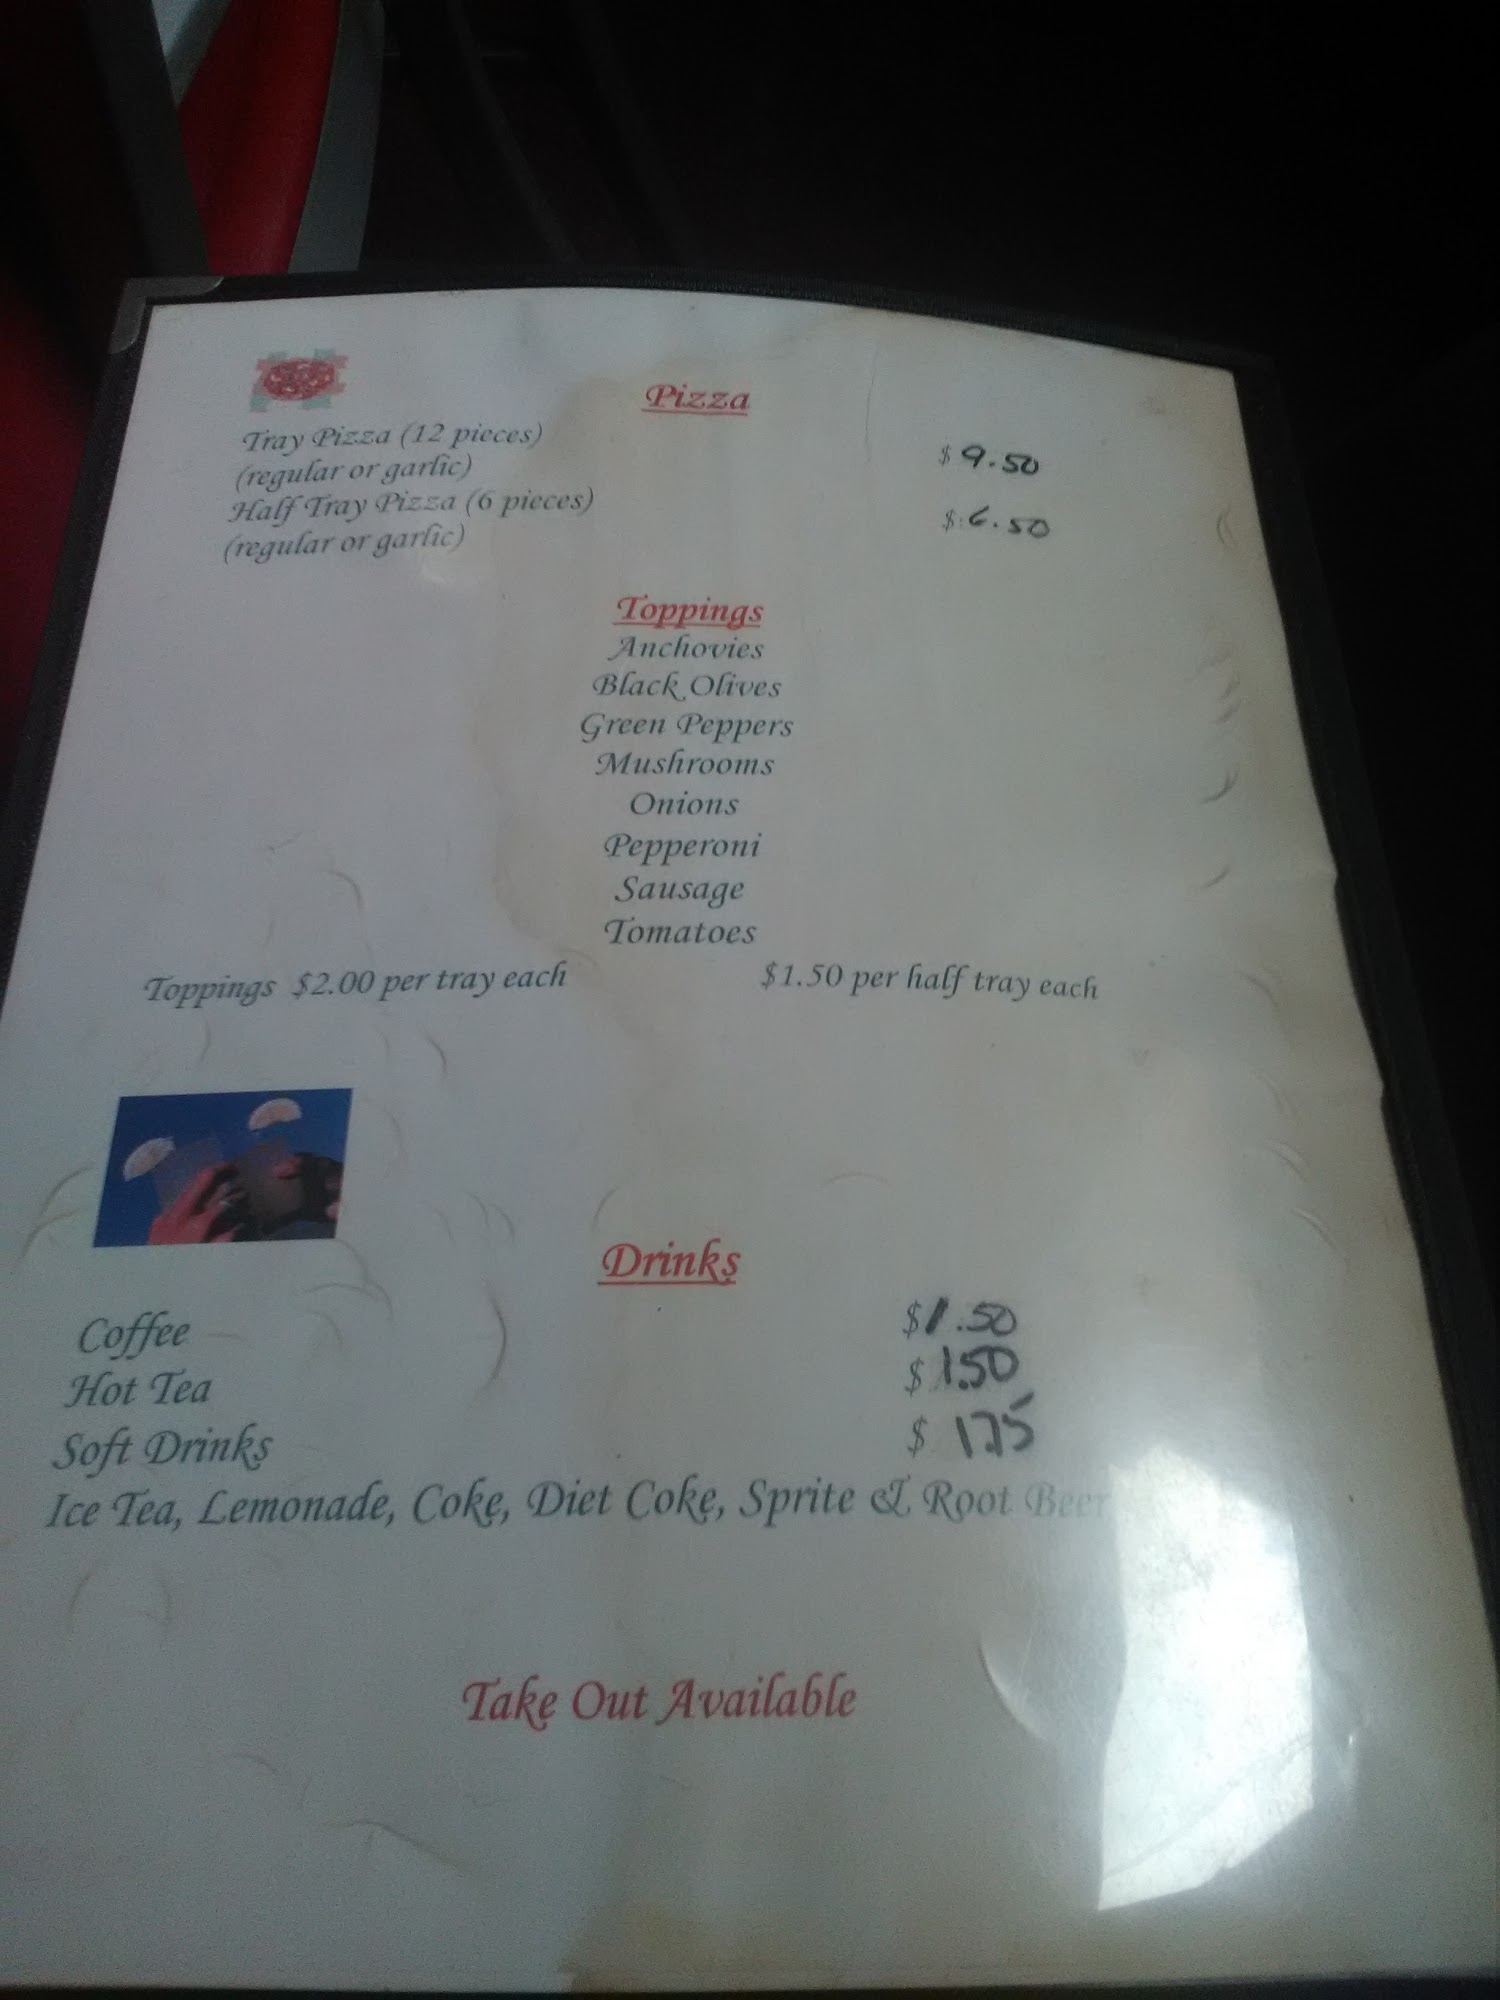 Pizza
Tray Pizza (12 pieces) $9.50
(regular or garlic)
Half Tray Pizza (6 pieces) $6.50
(regular or garlic)
Toppings
Anchovies
Black Olives
Green Peppers
Mushrooms
Onions
Pepperoni
Sausage
Tomatoes
Toppings $2.00 per tray each $1.50 per half tray each
Drinks
Coffee $1.50
Hot Tea $1.50
Soft Drinks $1.75
Ice Tea, Lemonade, Coke, Diet Coke, Sprite & Root Beer
Take Out Available